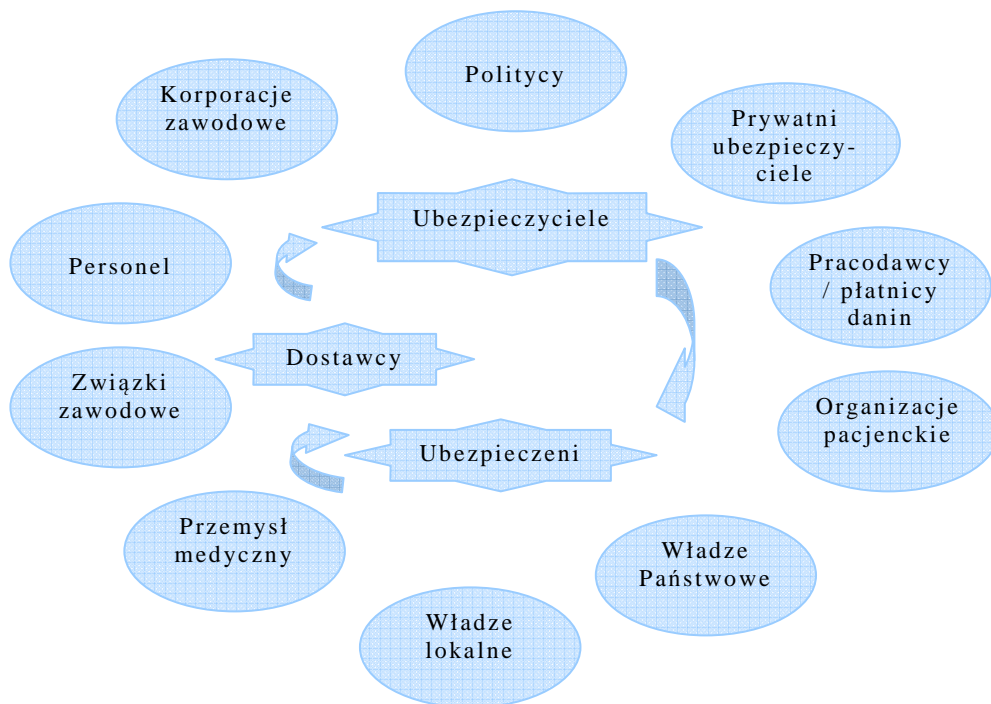 Politycy
Korporacje
zawodowe
Prywatni
ubezpieczy-
ciele
Ubezpieczyciele
Personel
Pracodawcy
/ płatnicy
danin
Dostawcy
Związki
zawodowe
Organizacje
pacjenckie
Ubezpieczeni
Przemysł
medyczny
Władze
Państwowe
Władze
lokalne